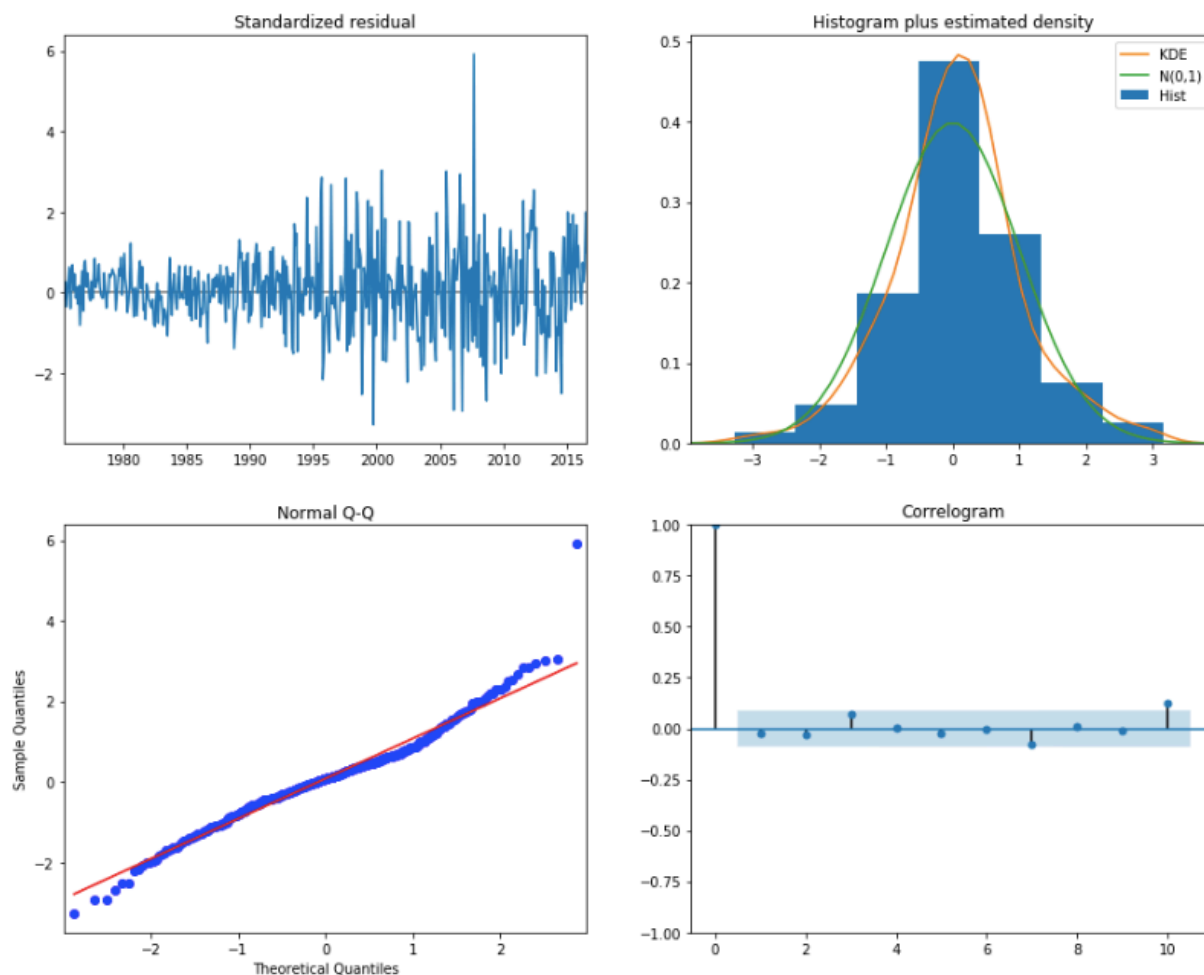 Standardized residual
6
4
2
0
−2
1980 1985 1990 1995 2000 2005 2010 2015
Histogram plus estimated density
0.5
0.4
0.3
0.2
0.1
0.0
KDE
N(0,1)
Hist
−3 −2 −1 0 1 2 3
Normal Q-Q
Sample Quantiles
6
4
2
0
−2
−2 −1 0 1 2
Theoretical Quantiles
Correlogram
1.00
0.75
0.50
0.25
0.00
−0.25
−0.50
−0.75
−1.00
0 2 4 6 8 10